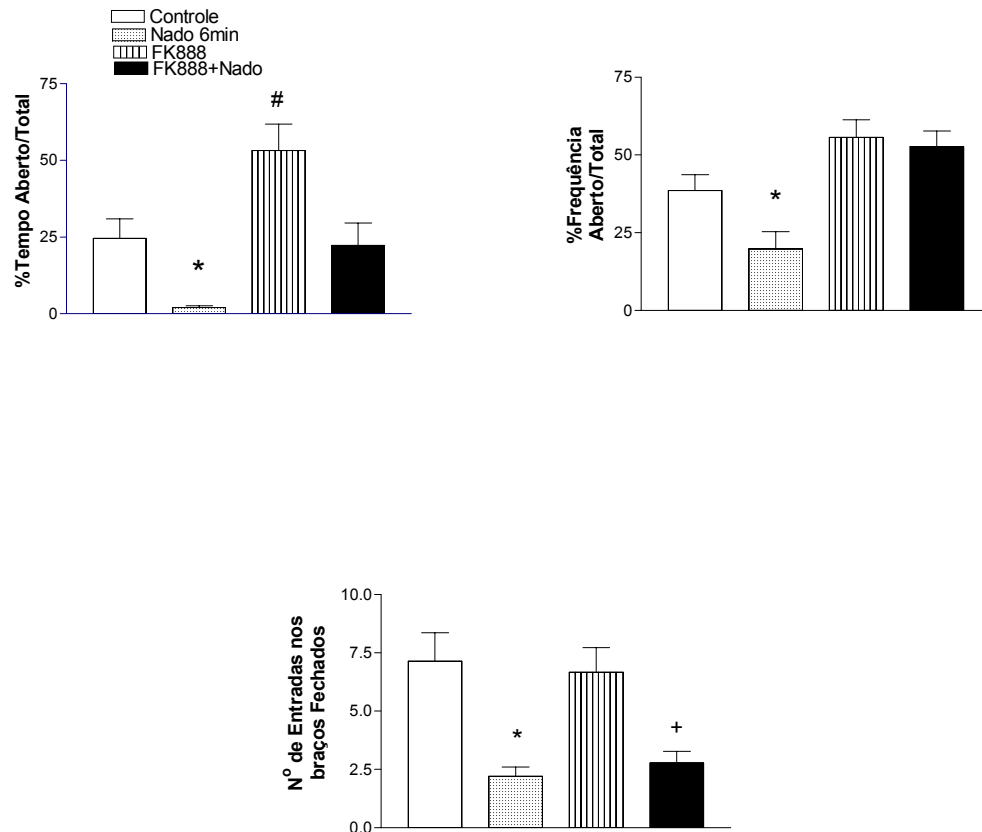 Controle
Nado 6min
FK888
FK888+Nado
75
50
25
0
%Tempo Aberto/Total
*
#
75
50
25
0
%Frequência
Aberto/Total
*
10.0
7.5
5.0
2.5
0.0
Nº de Entradas nos
braços Fechados
*
+